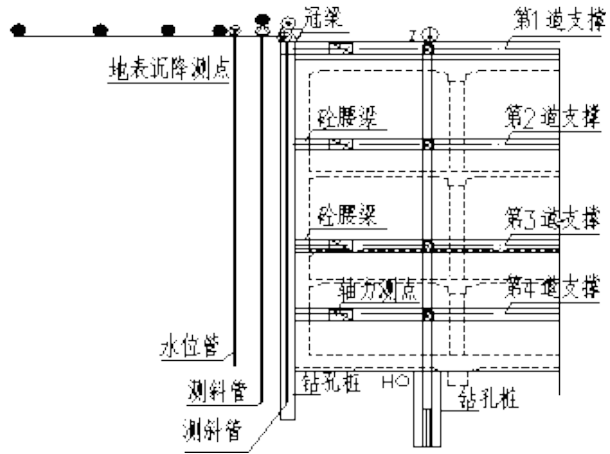 冠梁
第1道支撑
Z
地表沉降测点
砼腰梁
第2道支撑
砼腰梁
第3道支撑
轴力测点
第4道支撑
水位管
测斜管
钻孔桩
HO
钻孔桩
测斜管